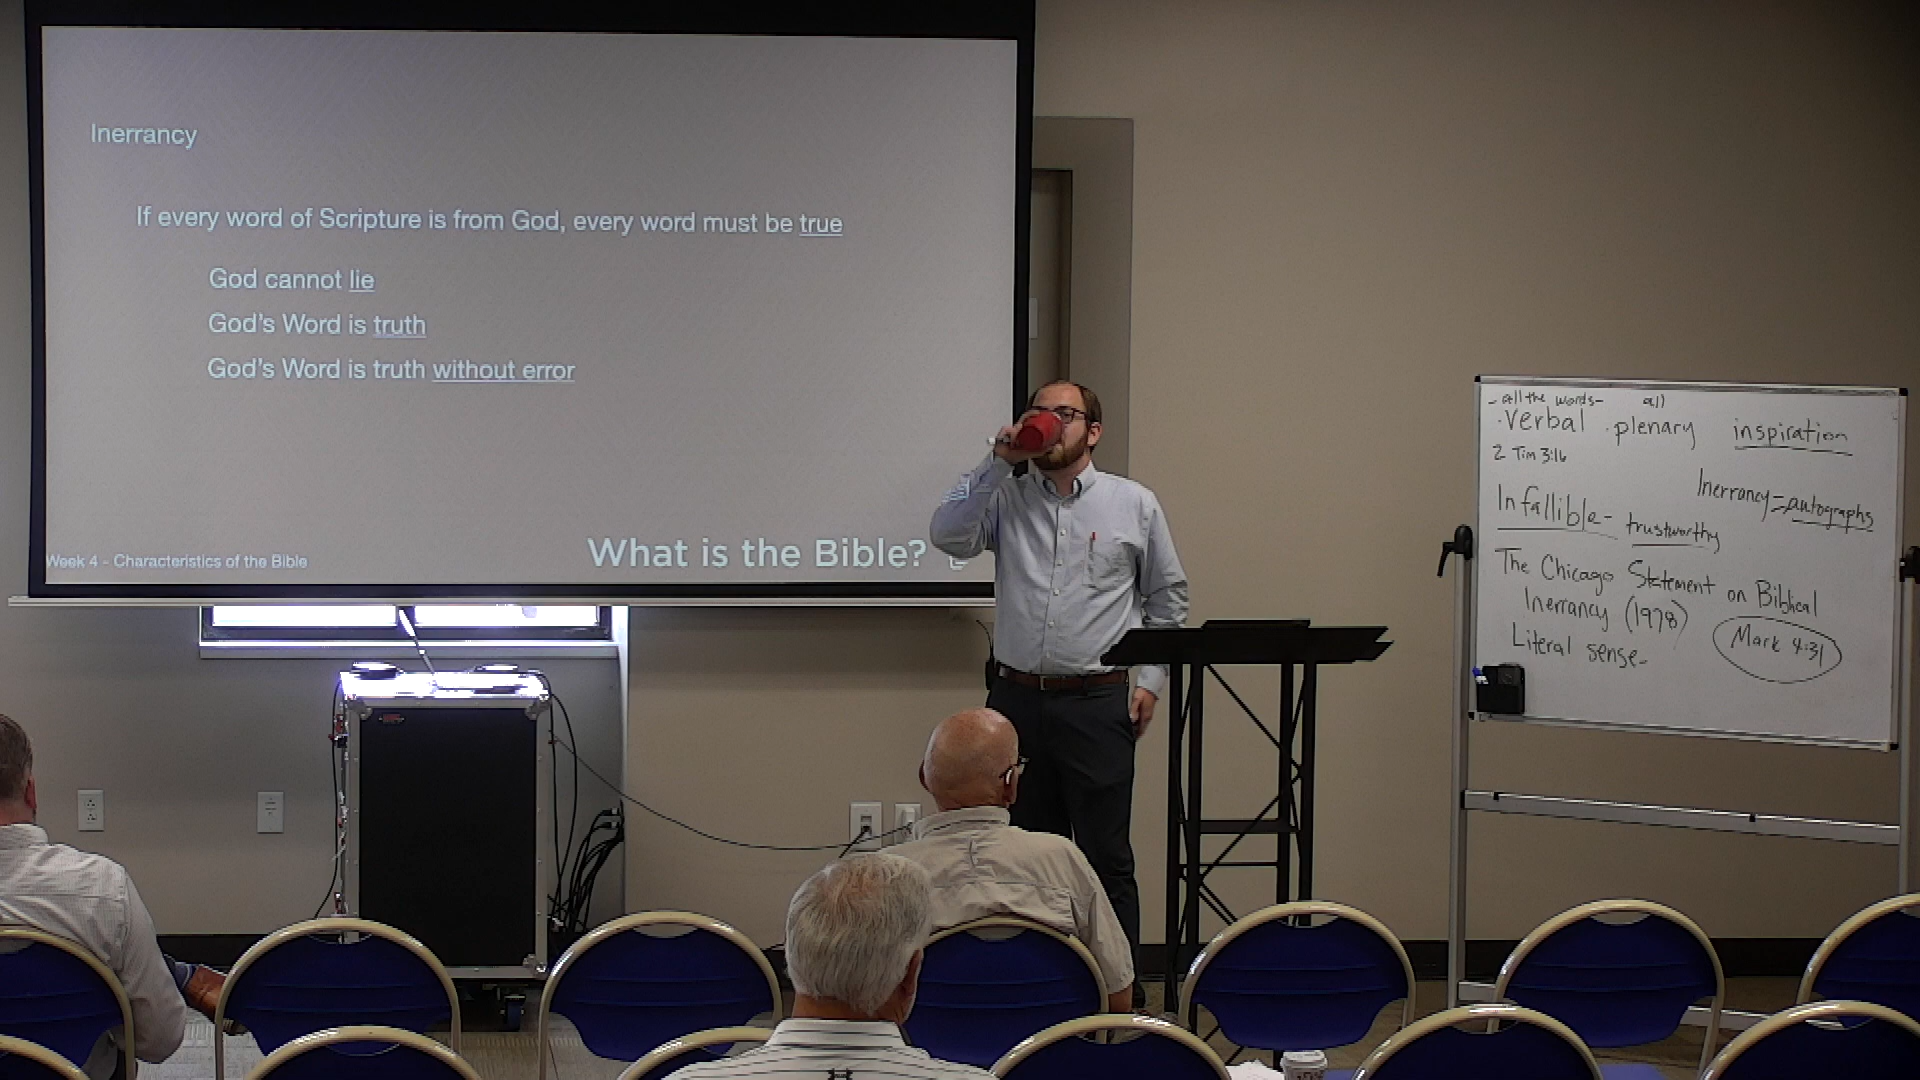 Inerrancy
If every word of Scripture is from God, every word must be true
God cannot lie
God's Word is truth
God's Word is truth without error
Week 4 - Characteristics of the Bible
What is the Bible?
- all the words- all
·Verbal ·plenary inspiration
2 Tim 3:16
Inerrancy - autographs
Infallible - trustworthy
The Chicago Statement on Biblical
Inerrancy (1978)
Literal sense-
Mark 4:31